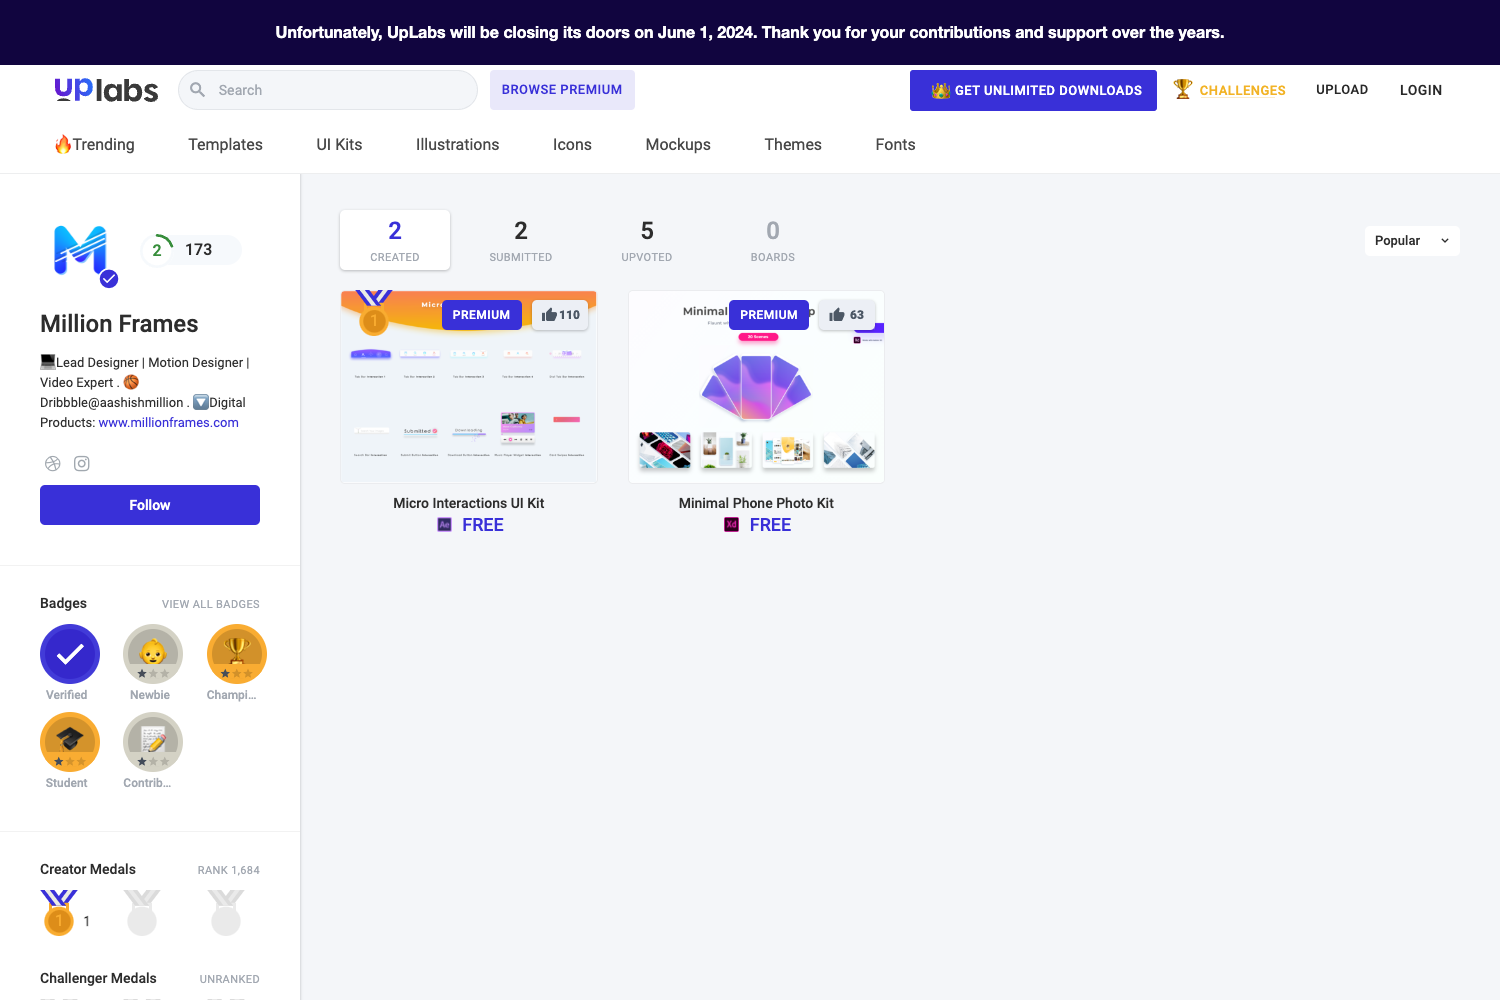 Unfortunately, UpLabs will be closing its doors on June 1, 2024. Thank you for your contributions and support over the years.
uplabs
Search
BROWSE PREMIUM
GET UNLIMITED DOWNLOADS
CHALLENGES
UPLOAD
LOGIN
Trending
Templates
UI Kits
Illustrations
Icons
Mockups
Themes
Fonts
2
173
Million Frames
Lead Designer | Motion Designer |
Video Expert .
Dribbble@aashishmillion . Digital
Products: www.millionframes.com
Follow
Badges
VIEW ALL BADGES
Verified
Newbie
Champi...
Student
Contrib...
Creator Medals
RANK 1,684
1
1
Challenger Medals
UNRANKED
2
CREATED
2
SUBMITTED
5
UPVOTED
0
BOARDS
Popular
1
PREMIUM
110
Micro Interactions UI Kit
Ae
FREE
Minimal
PREMIUM
63
Minimal Phone Photo Kit
Xd
FREE